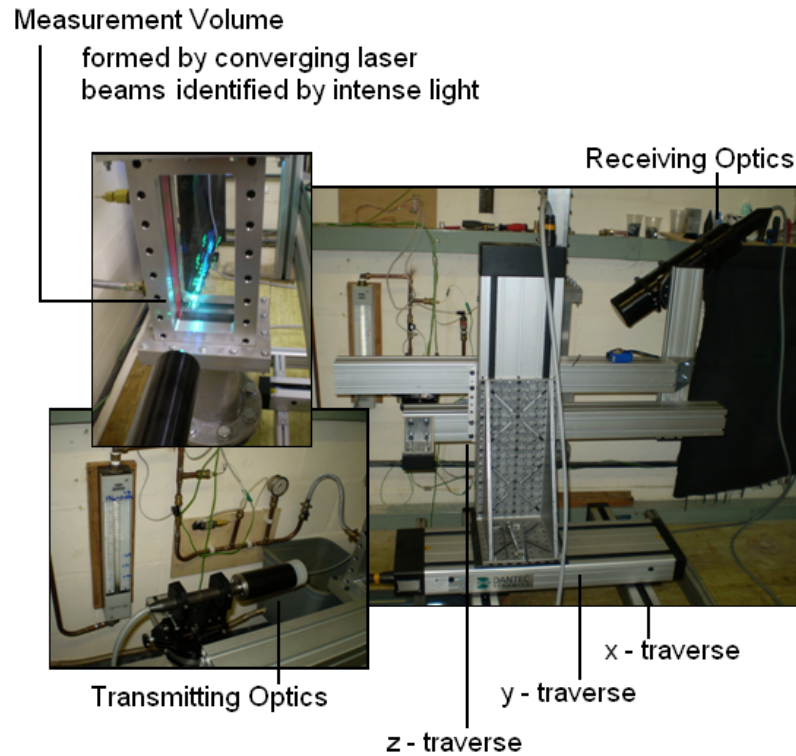 Measurement Volume
formed by converging laser
beams identified by intense light
Receiving Optics
DANTEC
x - traverse
y - traverse
Transmitting Optics
z - traverse